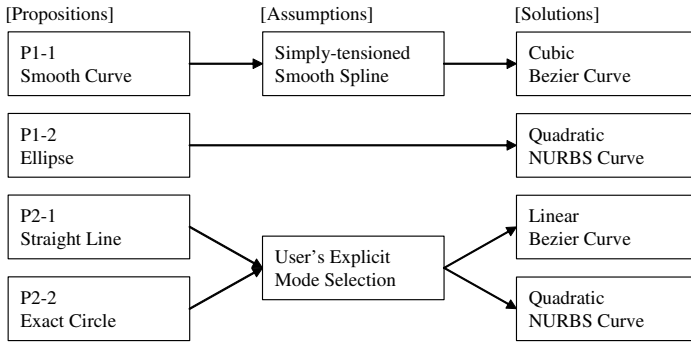 [Propositions] [Assumptions] [Solutions]
P1-1
Smooth Curve
Simply-tensioned
Smooth Spline
Cubic
Bezier Curve
P1-2
Ellipse
Quadratic
NURBS Curve
P2-1
Straight Line
User's Explicit
Mode Selection
Linear
Bezier Curve
P2-2
Exact Circle
Quadratic
NURBS Curve